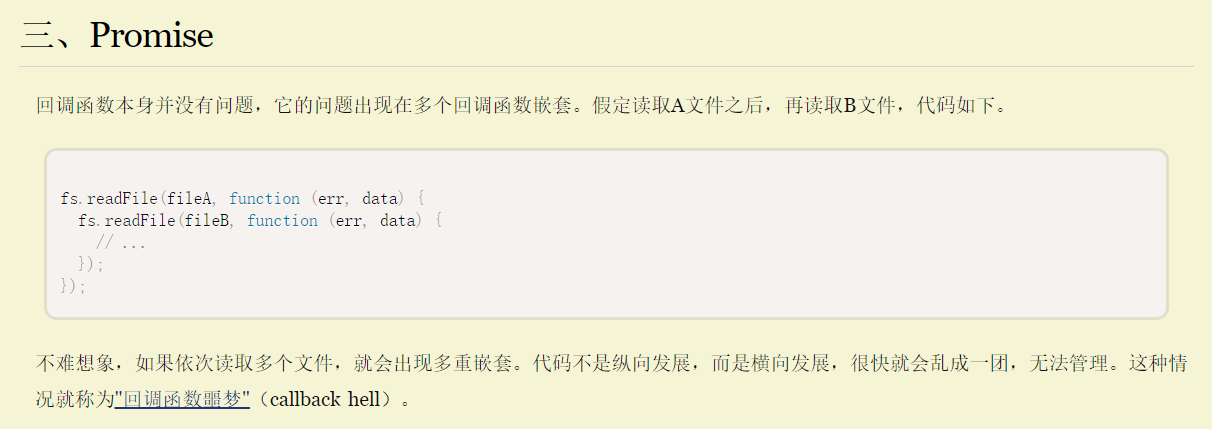 三、Promise
回调函数本身并没有问题，它的问题出现在多个回调函数嵌套。假定读取A文件之后，再读取B文件，代码如下。
fs.readFile(fileA, function (err, data) {
  fs.readFile(fileB, function (err, data) {
    // ...
  });
});
不难想象，如果依次读取多个文件，就会出现多重嵌套。代码不是纵向发展，而是横向发展，很快就会乱成一团，无法管理。这种情
况就称为"回调函数噩梦"（callback hell）。